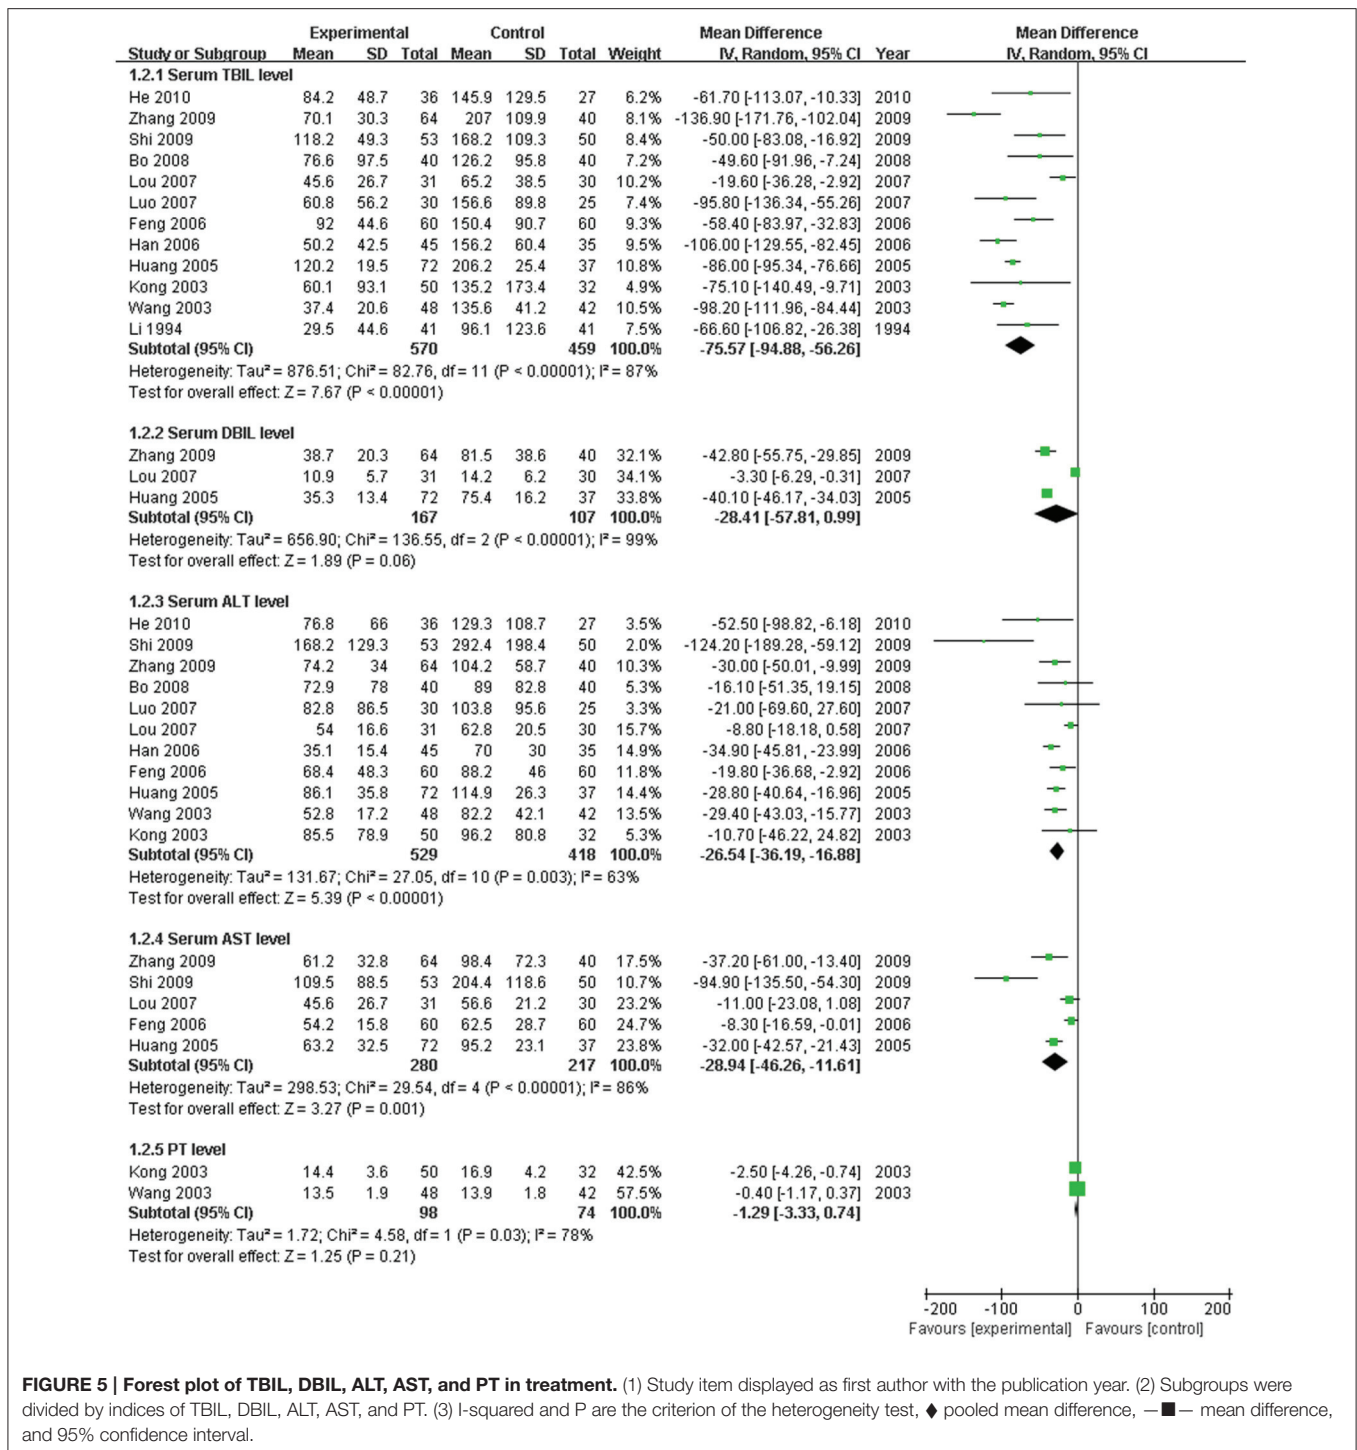 Experimental Control Mean Difference Mean Difference
Study or Subgroup Mean SD Total Mean SD Total Weight IV, Random, 95% CI Year IV, Random, 95% CI
1.2.1 Serum TBIL level
He 2010 84.2 48.7 36 145.9 129.5 27 6.2% -61.70 [-113.07, -10.33] 2010
Zhang 2009 70.1 30.3 64 207 109.9 40 8.1% -136.90 [-171.76, -102.04] 2009
Shi 2009 118.2 49.3 53 168.2 109.3 50 8.4% -50.00 [-83.08, -16.92] 2009
Bo 2008 76.6 97.5 40 126.2 95.8 40 7.2% -49.60 [-91.96, -7.24] 2008
Lou 2007 45.6 26.7 31 65.2 38.5 30 10.2% -19.60 [-36.28, -2.92] 2007
Luo 2007 60.8 56.2 30 156.6 89.8 25 7.4% -95.80 [-136.34, -55.26] 2007
Feng 2006 92 44.6 60 150.4 90.7 60 9.3% -58.40 [-83.97, -32.83] 2006
Han 2006 50.2 42.5 45 156.2 60.4 35 9.5% -106.00 [-129.55, -82.45] 2006
Huang 2005 120.2 19.5 72 206.2 25.4 37 10.8% -86.00 [-95.34, -76.66] 2005
Kong 2003 60.1 93.1 50 135.2 173.4 32 4.9% -75.10 [-140.49, -9.71] 2003
Wang 2003 37.4 20.6 48 135.6 41.2 42 10.5% -98.20 [-111.96, -84.44] 2003
Li 1994 29.5 44.6 41 96.1 123.6 41 7.5% -66.60 [-106.82, -26.38] 1994
Subtotal (95% CI) 570 459 100.0% -75.57 [-94.88, -56.26]
Heterogeneity: Tau² = 876.51; Chi² = 82.76, df = 11 (P < 0.00001); I² = 87%
Test for overall effect: Z = 7.67 (P < 0.00001)
1.2.2 Serum DBIL level
Zhang 2009 38.7 20.3 64 81.5 38.6 40 32.1% -42.80 [-55.75, -29.85] 2009
Lou 2007 10.9 5.7 31 14.2 6.2 30 34.1% -3.30 [-6.29, -0.31] 2007
Huang 2005 35.3 13.4 72 75.4 16.2 37 33.8% -40.10 [-46.17, -34.03] 2005
Subtotal (95% CI) 167 107 100.0% -28.41 [-57.81, 0.99]
Heterogeneity: Tau² = 656.90; Chi² = 136.55, df = 2 (P < 0.00001); I² = 99%
Test for overall effect: Z = 1.89 (P = 0.06)
1.2.3 Serum ALT level
He 2010 76.8 66 36 129.3 108.7 27 3.5% -52.50 [-98.82, -6.18] 2010
Shi 2009 168.2 129.3 53 292.4 198.4 50 2.0% -124.20 [-189.28, -59.12] 2009
Zhang 2009 74.2 34 64 104.2 58.7 40 10.3% -30.00 [-50.01, -9.99] 2009
Bo 2008 72.9 78 40 89 82.8 40 5.3% -16.10 [-51.35, 19.15] 2008
Luo 2007 82.8 86.5 30 103.8 95.6 25 3.3% -21.00 [-69.60, 27.60] 2007
Lou 2007 54 16.6 31 62.8 20.5 30 15.7% -8.80 [-18.18, 0.58] 2007
Han 2006 35.1 15.4 45 70 30 35 14.9% -34.90 [-45.81, -23.99] 2006
Feng 2006 68.4 48.3 60 88.2 46 60 11.8% -19.80 [-36.68, -2.92] 2006
Huang 2005 86.1 35.8 72 114.9 26.3 37 14.4% -28.80 [-40.64, -16.96] 2005
Wang 2003 52.8 17.2 48 82.2 42.1 42 13.5% -29.40 [-43.03, -15.77] 2003
Kong 2003 85.5 78.9 50 96.2 80.8 32 5.3% -10.70 [-46.22, 24.82] 2003
Subtotal (95% CI) 529 418 100.0% -26.54 [-36.19, -16.88]
Heterogeneity: Tau² = 131.67; Chi² = 27.05, df = 10 (P = 0.003); I² = 63%
Test for overall effect: Z = 5.39 (P < 0.00001)
1.2.4 Serum AST level
Zhang 2009 61.2 32.8 64 98.4 72.3 40 17.5% -37.20 [-61.00, -13.40] 2009
Shi 2009 109.5 88.5 53 204.4 118.6 50 10.7% -94.90 [-135.50, -54.30] 2009
Lou 2007 45.6 26.7 31 56.6 21.2 30 23.2% -11.00 [-23.08, 1.08] 2007
Feng 2006 54.2 15.8 60 62.5 28.7 60 24.7% -8.30 [-16.59, -0.01] 2006
Huang 2005 63.2 32.5 72 95.2 23.1 37 23.8% -32.00 [-42.57, -21.43] 2005
Subtotal (95% CI) 280 217 100.0% -28.94 [-46.26, -11.61]
Heterogeneity: Tau² = 298.53; Chi² = 29.54, df = 4 (P < 0.00001); I² = 86%
Test for overall effect: Z = 3.27 (P = 0.001)
1.2.5 PT level
Kong 2003 14.4 3.6 50 16.9 4.2 32 42.5% -2.50 [-4.26, -0.74] 2003
Wang 2003 13.5 1.9 48 13.9 1.8 42 57.5% -0.40 [-1.17, 0.37] 2003
Subtotal (95% CI) 98 74 100.0% -1.29 [-3.33, 0.74]
Heterogeneity: Tau² = 1.72; Chi² = 4.58, df = 1 (P = 0.03); I² = 78%
Test for overall effect: Z = 1.25 (P = 0.21)
-200 -100 0 100 200
Favours [experimental] Favours [control]
FIGURE 5 | Forest plot of TBIL, DBIL, ALT, AST, and PT in treatment. (1) Study item displayed as first author with the publication year. (2) Subgroups were
divided by indices of TBIL, DBIL, ALT, AST, and PT. (3) I-squared and P are the criterion of the heterogeneity test, ♦ pooled mean difference, —■— mean difference,
and 95% confidence interval.